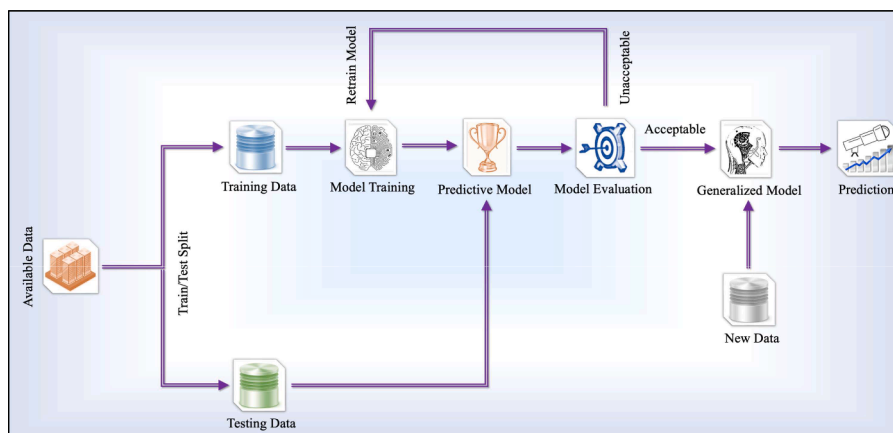 Retrain Model
Unacceptable
Acceptable
Training Data
Model Training
Predictive Model
Model Evaluation
Generalized Model
Prediction
Available Data
Train/Test Split
New Data
Testing Data